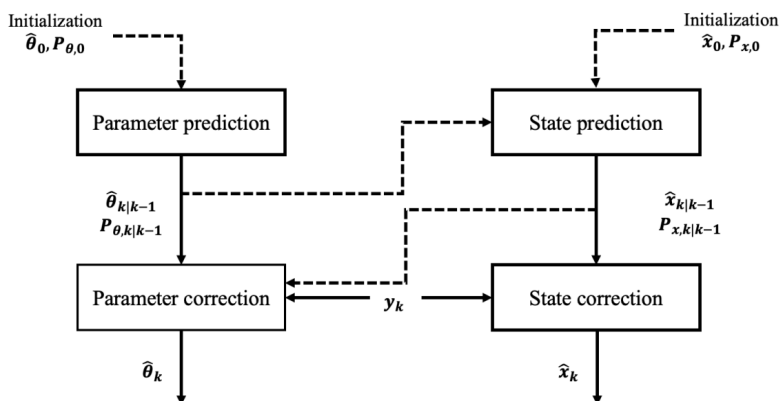 Initialization
θ̂₀, P_θ,₀
Initialization
x̂₀, P_x,₀
Parameter prediction
State prediction
θ̂_k|k−1
P_θ,k|k−1
x̂_k|k−1
P_x,k|k−1
Parameter correction
y_k
State correction
θ̂_k
x̂_k